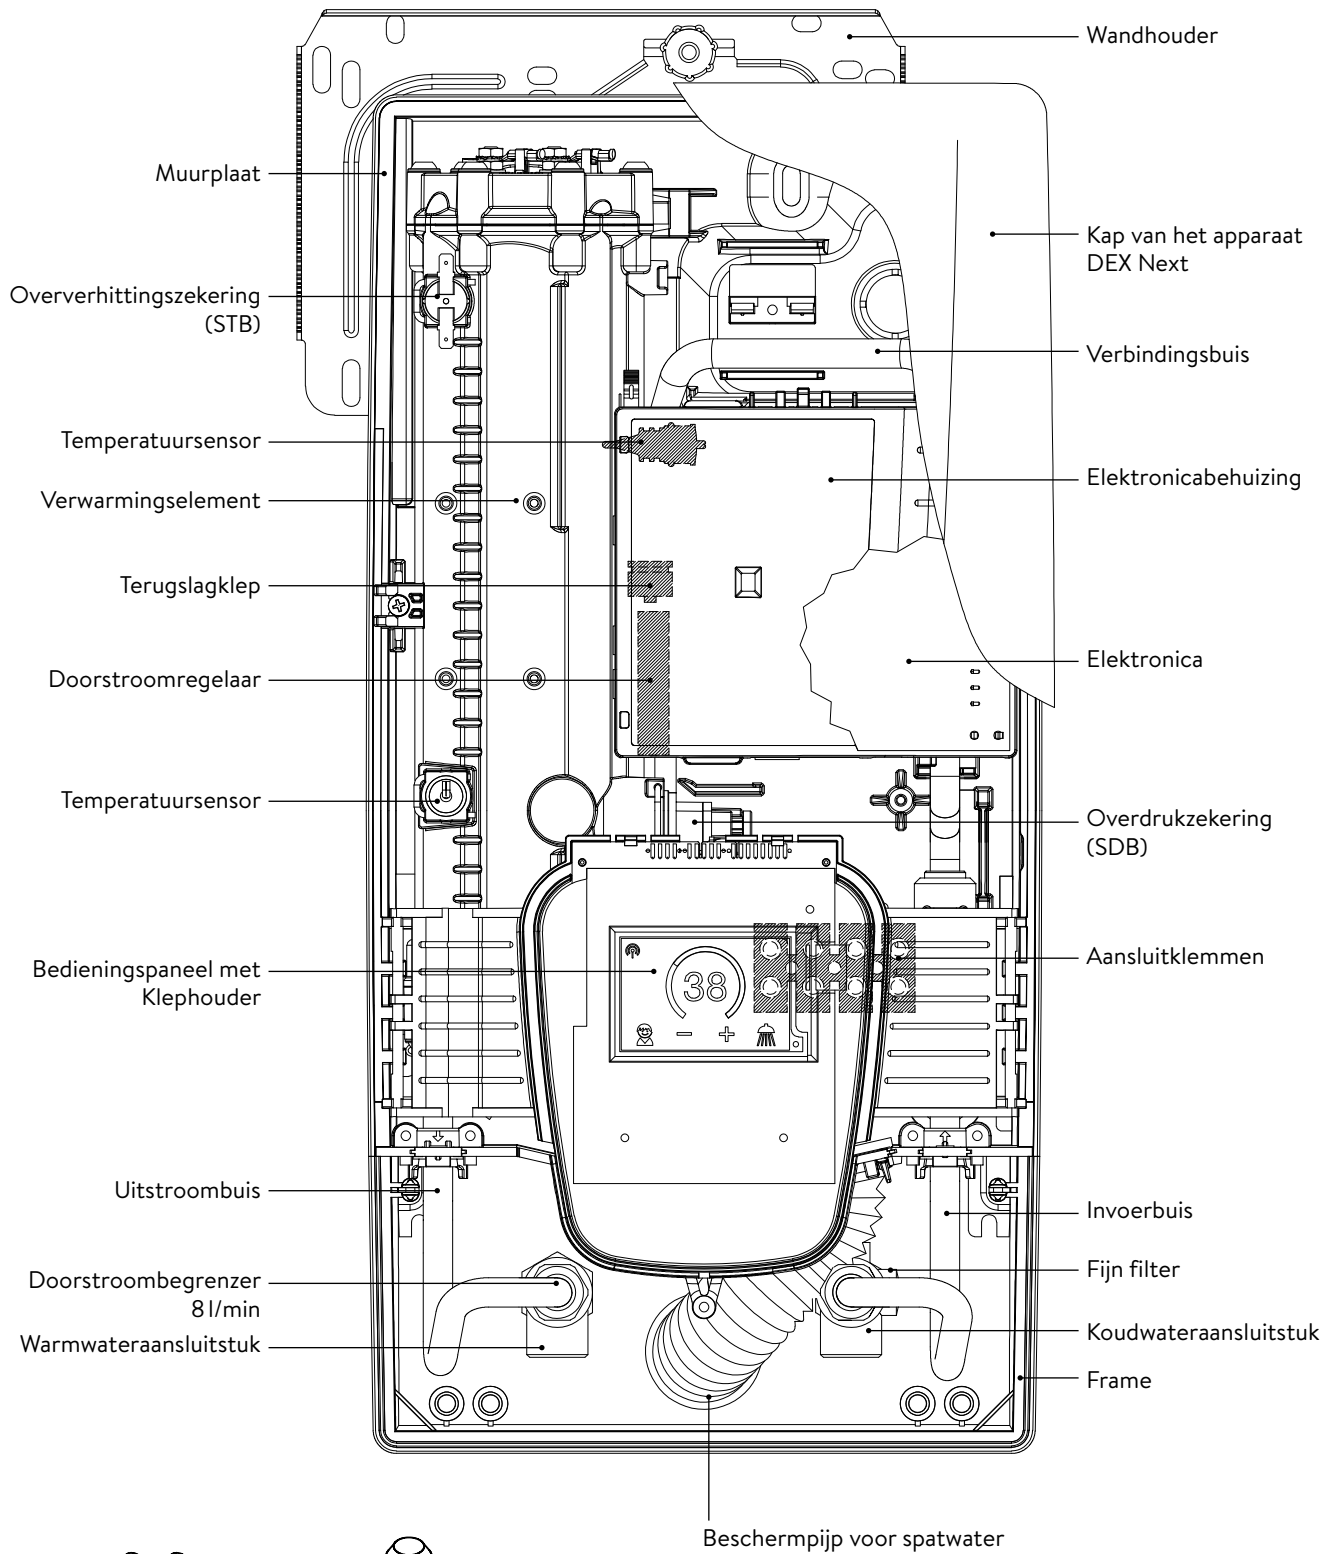 Wandhouder
Muurplaat
Kap van het apparaat
DEX Next
Oververhittingszekering
(STB)
Verbindingsbuis
Temperatuursensor
Elektronicabehuizing
Verwarmingselement
Terugslagklep
Elektronica
Doorstroomregelaar
Temperatuursensor
Overdrukzekering
(SDB)
Aansluitklemmen
Bedieningspaneel met
Klephouder
38
− +
Uitstroombuis
Invoerbuis
Fijn filter
Doorstroombegrenzer
8 l/min
Koudwateraansluitstuk
Warmwateraansluitstuk
Frame
Beschermpijp voor spatwater